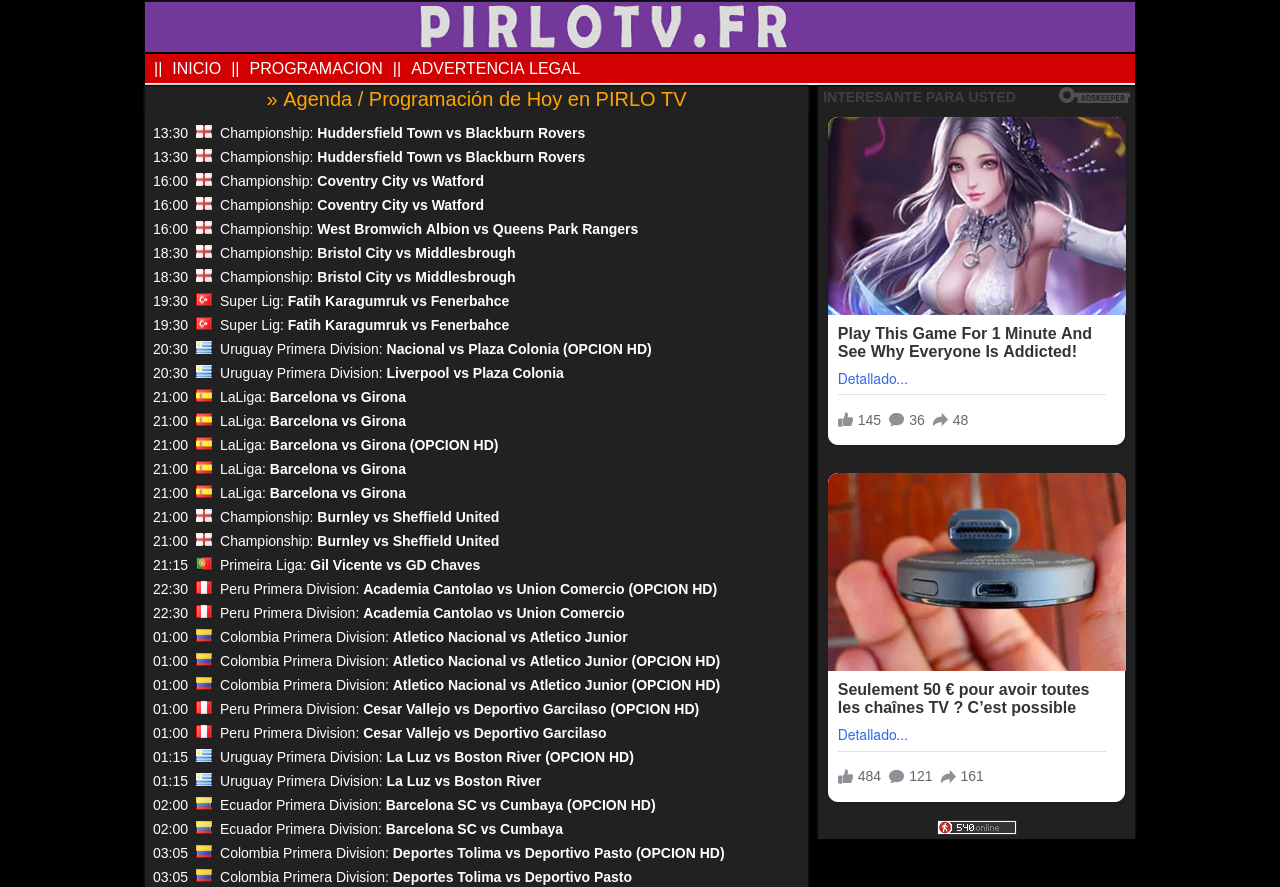 PIRLOTV.FR
|| INICIO || PROGRAMACION || ADVERTENCIA LEGAL
» Agenda / Programación de Hoy en PIRLO TV
13:30 Championship: Huddersfield Town vs Blackburn Rovers
13:30 Championship: Huddersfield Town vs Blackburn Rovers
16:00 Championship: Coventry City vs Watford
16:00 Championship: Coventry City vs Watford
16:00 Championship: West Bromwich Albion vs Queens Park Rangers
18:30 Championship: Bristol City vs Middlesbrough
18:30 Championship: Bristol City vs Middlesbrough
19:30 Super Lig: Fatih Karagumruk vs Fenerbahce
19:30 Super Lig: Fatih Karagumruk vs Fenerbahce
20:30 Uruguay Primera Division: Nacional vs Plaza Colonia (OPCION HD)
20:30 Uruguay Primera Division: Liverpool vs Plaza Colonia
21:00 LaLiga: Barcelona vs Girona
21:00 LaLiga: Barcelona vs Girona
21:00 LaLiga: Barcelona vs Girona (OPCION HD)
21:00 LaLiga: Barcelona vs Girona
21:00 LaLiga: Barcelona vs Girona
21:00 Championship: Burnley vs Sheffield United
21:00 Championship: Burnley vs Sheffield United
21:15 Primeira Liga: Gil Vicente vs GD Chaves
22:30 Peru Primera Division: Academia Cantolao vs Union Comercio (OPCION HD)
22:30 Peru Primera Division: Academia Cantolao vs Union Comercio
01:00 Colombia Primera Division: Atletico Nacional vs Atletico Junior
01:00 Colombia Primera Division: Atletico Nacional vs Atletico Junior (OPCION HD)
01:00 Colombia Primera Division: Atletico Nacional vs Atletico Junior (OPCION HD)
01:00 Peru Primera Division: Cesar Vallejo vs Deportivo Garcilaso (OPCION HD)
01:00 Peru Primera Division: Cesar Vallejo vs Deportivo Garcilaso
01:15 Uruguay Primera Division: La Luz vs Boston River (OPCION HD)
01:15 Uruguay Primera Division: La Luz vs Boston River
02:00 Ecuador Primera Division: Barcelona SC vs Cumbaya (OPCION HD)
02:00 Ecuador Primera Division: Barcelona SC vs Cumbaya
03:05 Colombia Primera Division: Deportes Tolima vs Deportivo Pasto (OPCION HD)
03:05 Colombia Primera Division: Deportes Tolima vs Deportivo Pasto
INTERESANTE PARA USTED
ADSKEEPER
Play This Game For 1 Minute And
See Why Everyone Is Addicted!
Detallado...
145 36 48
Seulement 50 € pour avoir toutes
les chaînes TV ? C’est possible
Detallado...
484 121 161
540 online